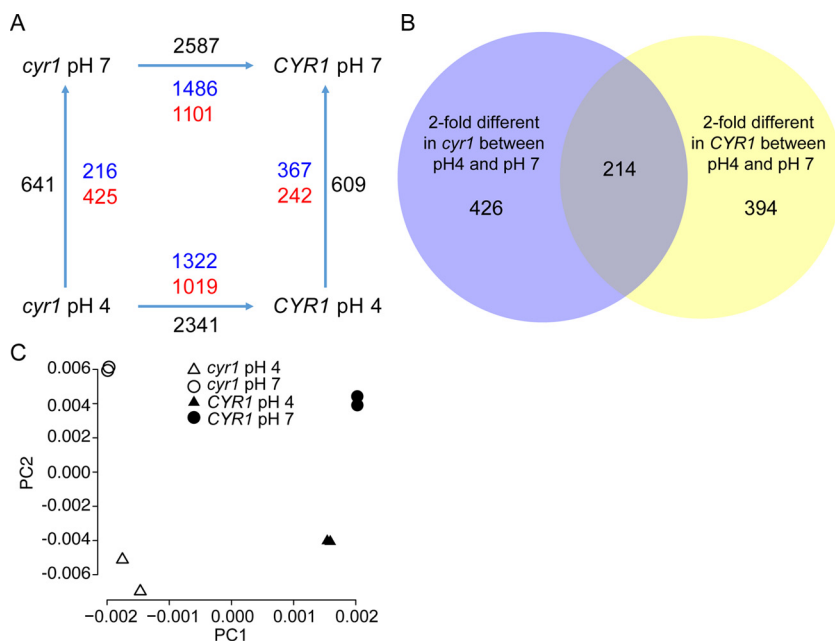 A
B
2587
cyr1 pH 7
CYR1 pH 7
1486
1101
641
216
425
367
242
609
1322
1019
cyr1 pH 4
CYR1 pH 4
2341
2-fold different
in cyr1 between
pH4 and pH 7
426
214
2-fold different
in CYR1 between
pH4 and pH 7
394
C
cyr1 pH 4
cyr1 pH 7
CYR1 pH 4
CYR1 pH 7
PC2
0.006
0.004
0.002
0.000
-0.002
-0.004
-0.006
−0.002
−0.001
0.000
0.001
0.002
PC1